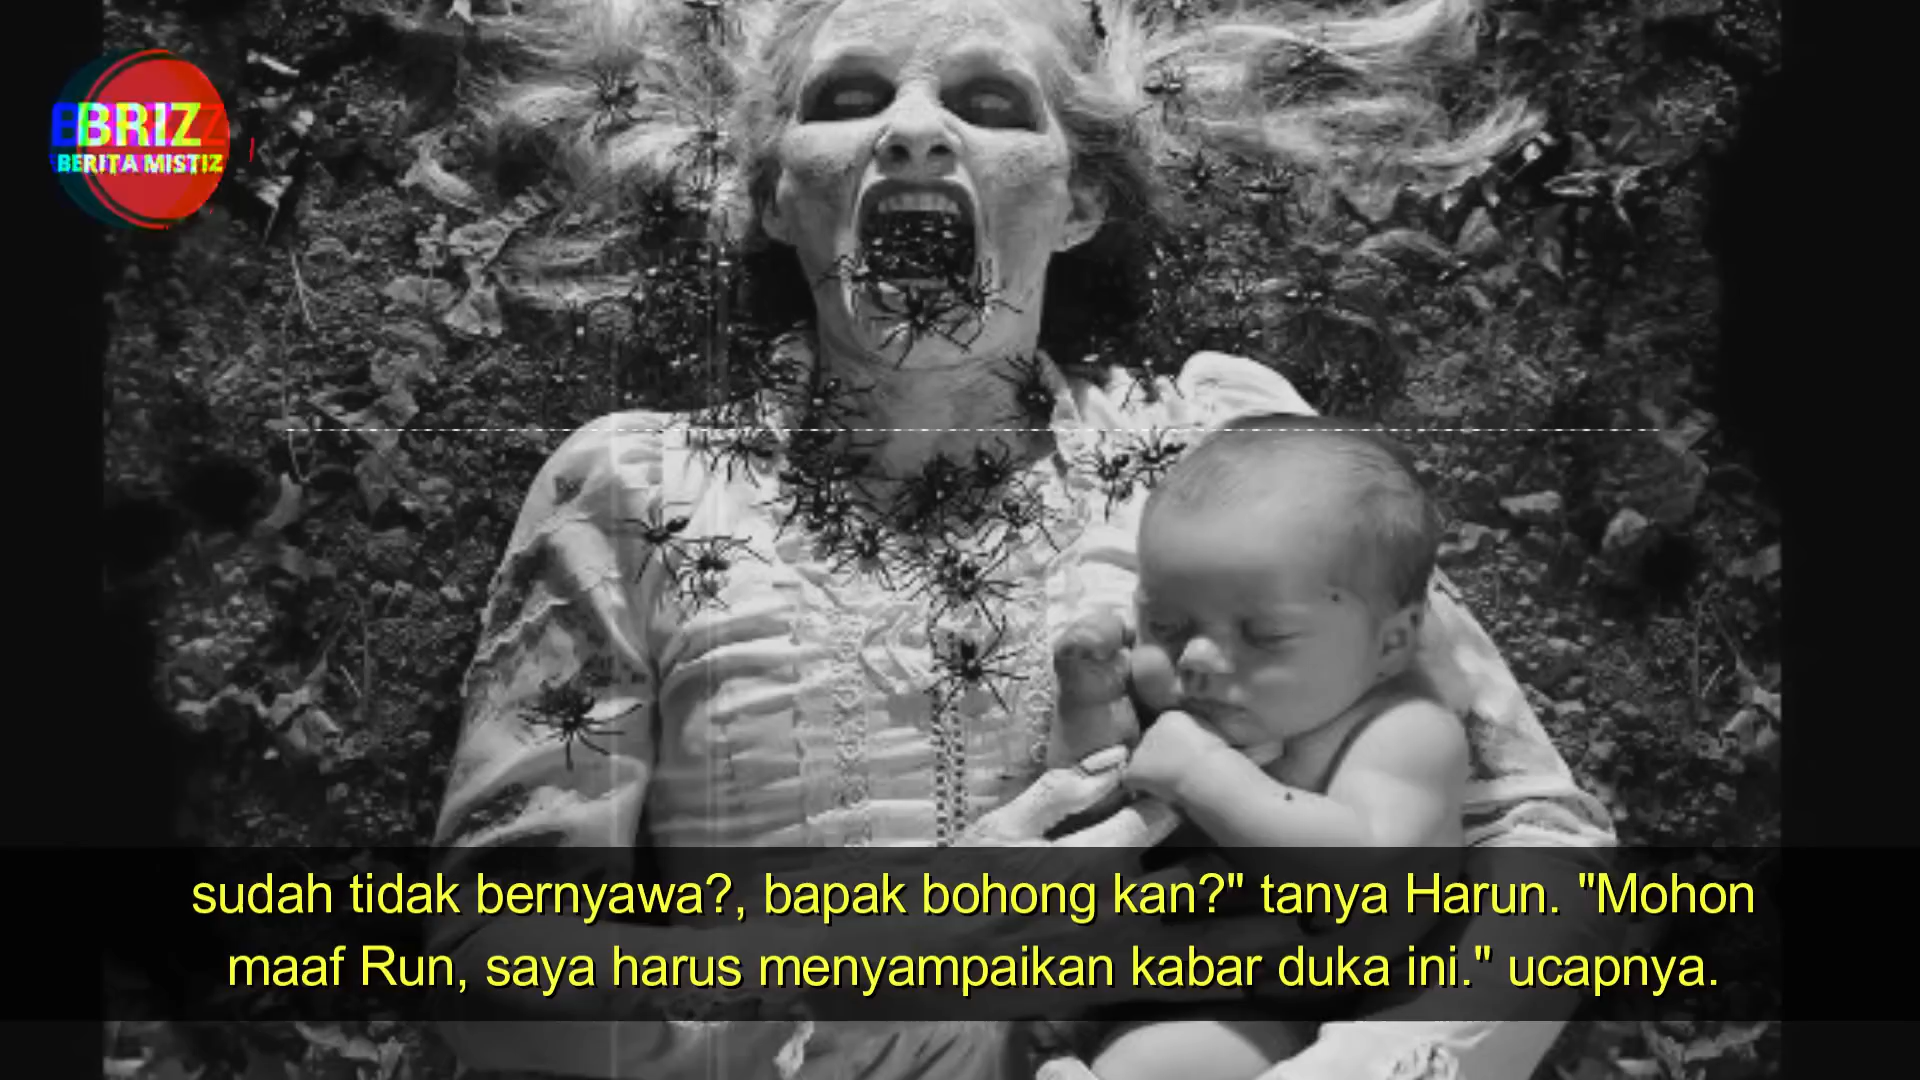 BRIZ
BERITA MISTIZ
sudah tidak bernyawa?, bapak bohong kan?" tanya Harun. "Mohon
maaf Run, saya harus menyampaikan kabar duka ini." ucapnya.